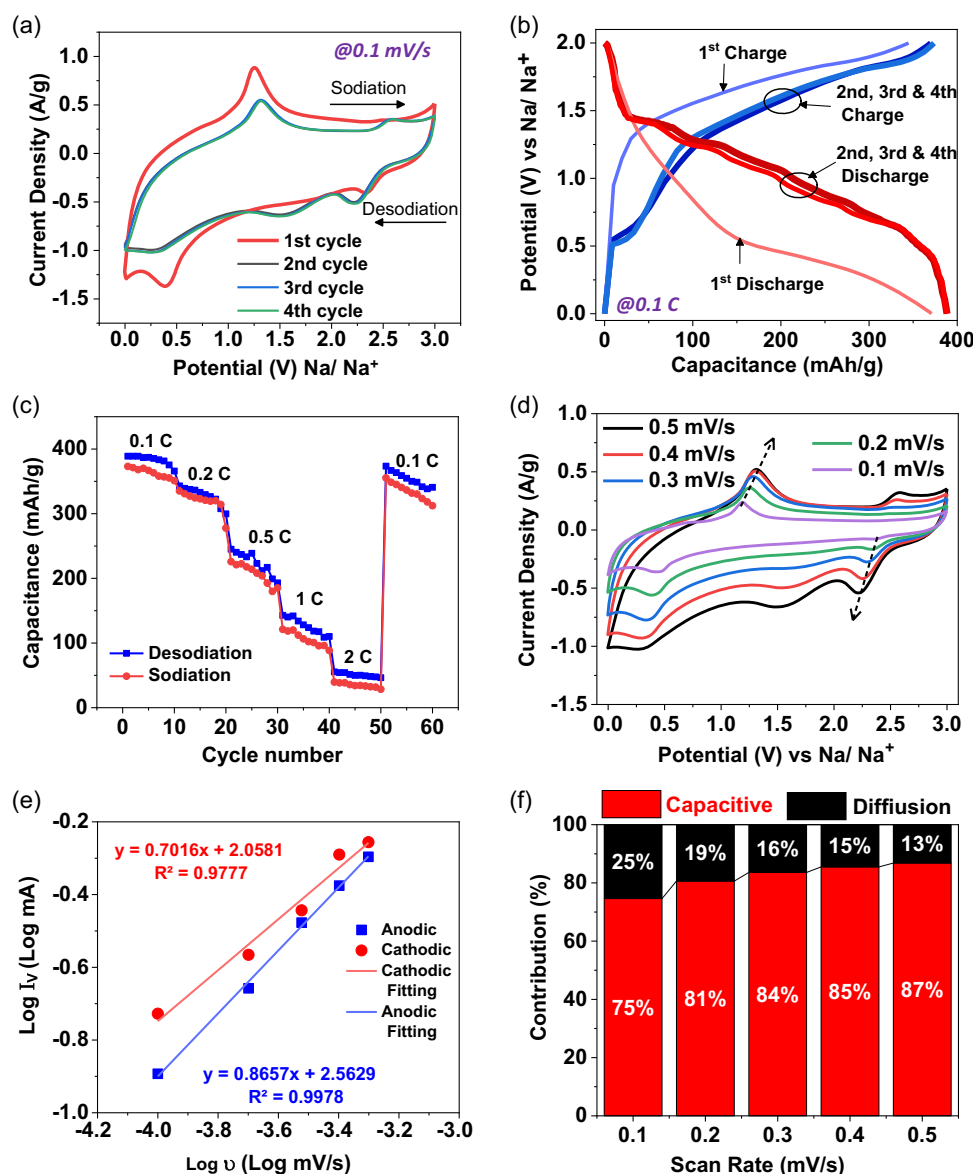 (a)
@0.1 mV/s
Sodiation
Desodiation
1st cycle
2nd cycle
3rd cycle
4th cycle
1.0
0.5
0.0
-0.5
-1.0
-1.5
0.0 0.5 1.0 1.5 2.0 2.5 3.0
Current Density (A/g)
Potential (V) Na/ Na⁺
(b)
1st Charge
2nd, 3rd & 4th
Charge
2nd, 3rd & 4th
Discharge
1st Discharge
@0.1 C
2.0
1.5
1.0
0.5
0.0
0 100 200 300 400
Potential (V) vs Na/ Na⁺
Capacitance (mAh/g)
(c)
0.1 C
0.2 C
0.5 C
1 C
2 C
0.1 C
Desodiation
Sodiation
400
300
200
100
0
0 10 20 30 40 50 60
Capacitance (mAh/g)
Cycle number
(d)
0.5 mV/s
0.4 mV/s
0.3 mV/s
0.2 mV/s
0.1 mV/s
1.0
0.5
0.0
-0.5
-1.0
-1.5
0.0 0.5 1.0 1.5 2.0 2.5 3.0
Current Density (A/g)
Potential (V) vs Na/ Na⁺
(e)
y = 0.7016x + 2.0581
R² = 0.9777
Anodic
Cathodic
Cathodic
Fitting
Anodic
Fitting
y = 0.8657x + 2.5629
R² = 0.9978
-0.2
-0.4
-0.6
-0.8
-1.0
-4.2 -3.9 -3.6 -3.3 -3.0
Log Iv (Log mA)
Log υ (Log mV/s)
(f)
Capacitive
Diffiusion
25% 19% 16% 15% 13%
75% 81% 84% 85% 87%
100
80
60
40
20
0
0.1 0.2 0.3 0.4 0.5
Contribution (%)
Scan Rate (mV/s)